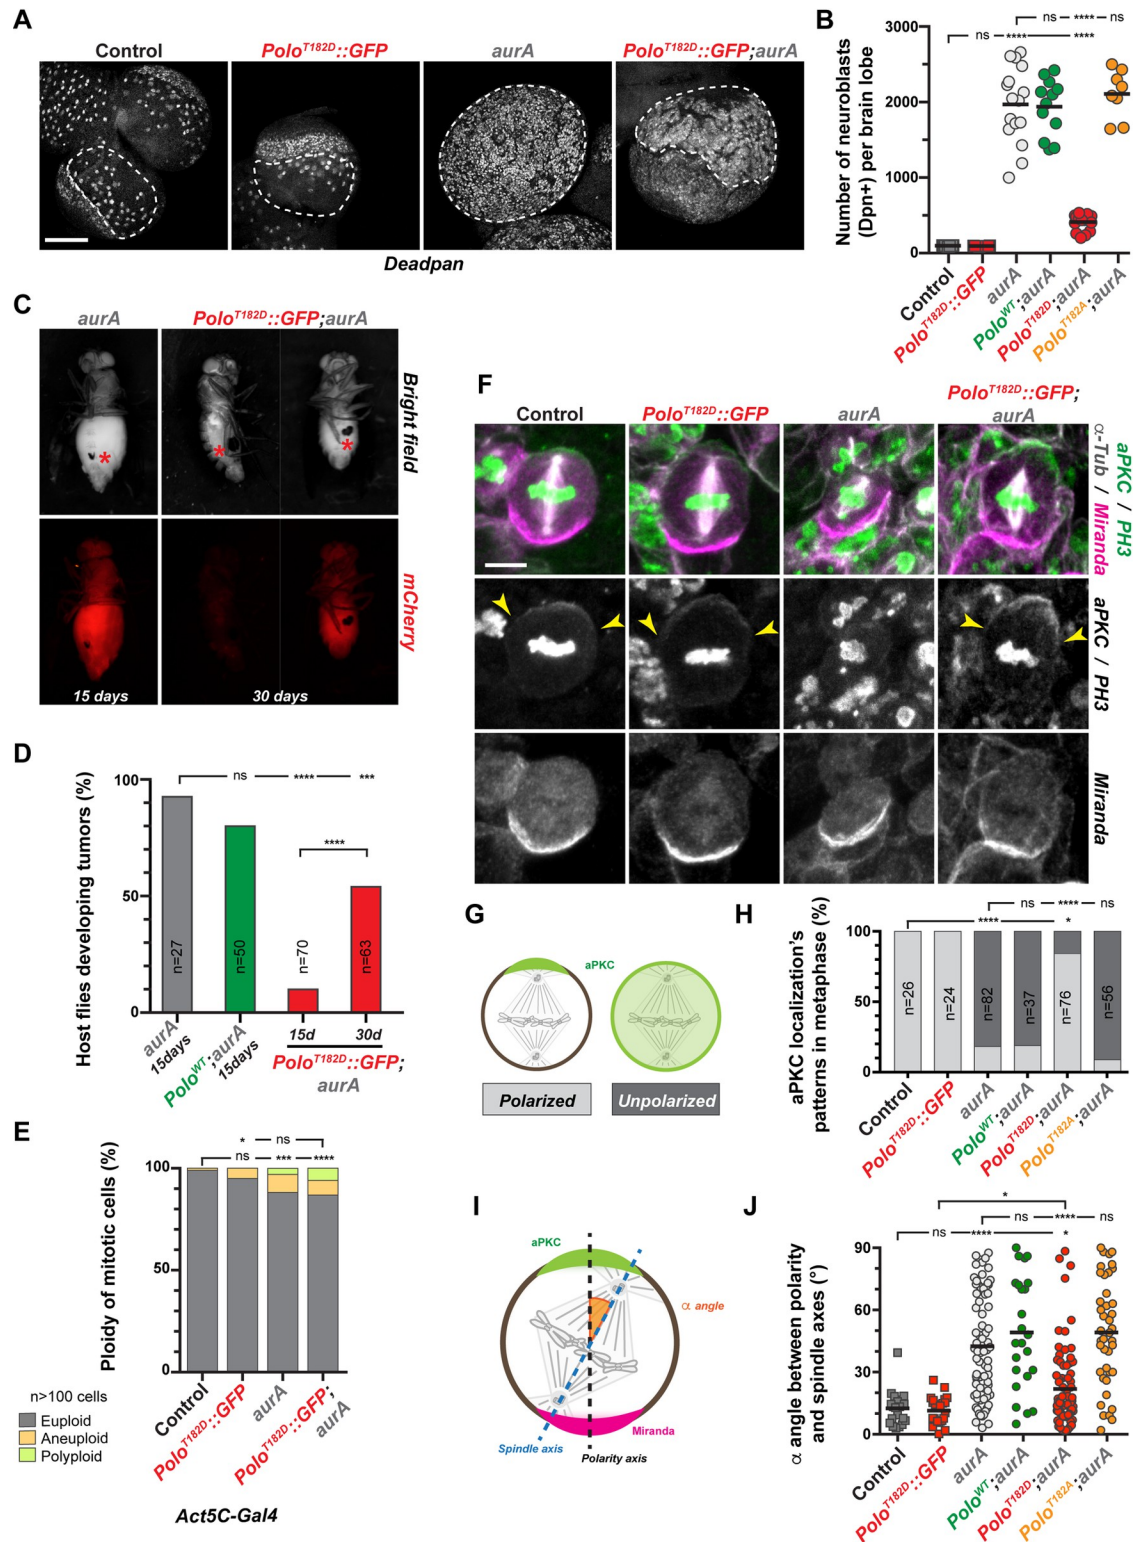 A
Control
Polo^T182D::GFP
aurA
Polo^T182D::GFP;aurA
Deadpan
B
ns **** ns
ns **** ****
Number of neuroblasts
(Dpn+) per brain lobe
3000
2000
1000
0
Control
Polo^T182D::GFP
aurA
Polo^WT;aurA
Polo^T182D;aurA
Polo^T182A;aurA
C
aurA
Polo^T182D::GFP;aurA
*
*
*
Bright field
mCherry
15 days
30 days
D
Host flies developing tumors (%)
100
50
0
ns **** ***
****
n=27
n=50
n=70
n=63
aurA
15days
Polo^WT;aurA
15days
15d
30d
Polo^T182D::GFP;
aurA
E
* ns
ns *** ****
Ploidy of mitotic cells (%)
100
50
0
Control
Polo^T182D::GFP
aurA
Polo^T182D::GFP;
aurA
n>100 cells
Euploid
Aneuploid
Polyploid
Act5C-Gal4
F
Control
Polo^T182D::GFP
aurA
Polo^T182D::GFP;
aurA
aPKC / PH3
α-Tub / Miranda
aPKC / PH3
Miranda
G
aPKC
Polarized
Unpolarized
H
ns **** ns
**** *
aPKC localization's
patterns in metaphase (%)
100
50
0
n=26
n=24
n=82
n=37
n=76
n=56
Control
Polo^T182D::GFP
aurA
Polo^WT;aurA
Polo^T182D;aurA
Polo^T182A;aurA
I
aPKC
α angle
Miranda
Spindle axis
Polarity axis
J
*
ns **** ns
ns **** *
α angle between polarity
and spindle axes (°)
90
60
30
0
Control
Polo^T182D::GFP
aurA
Polo^WT;aurA
Polo^T182D;aurA
Polo^T182A;aurA